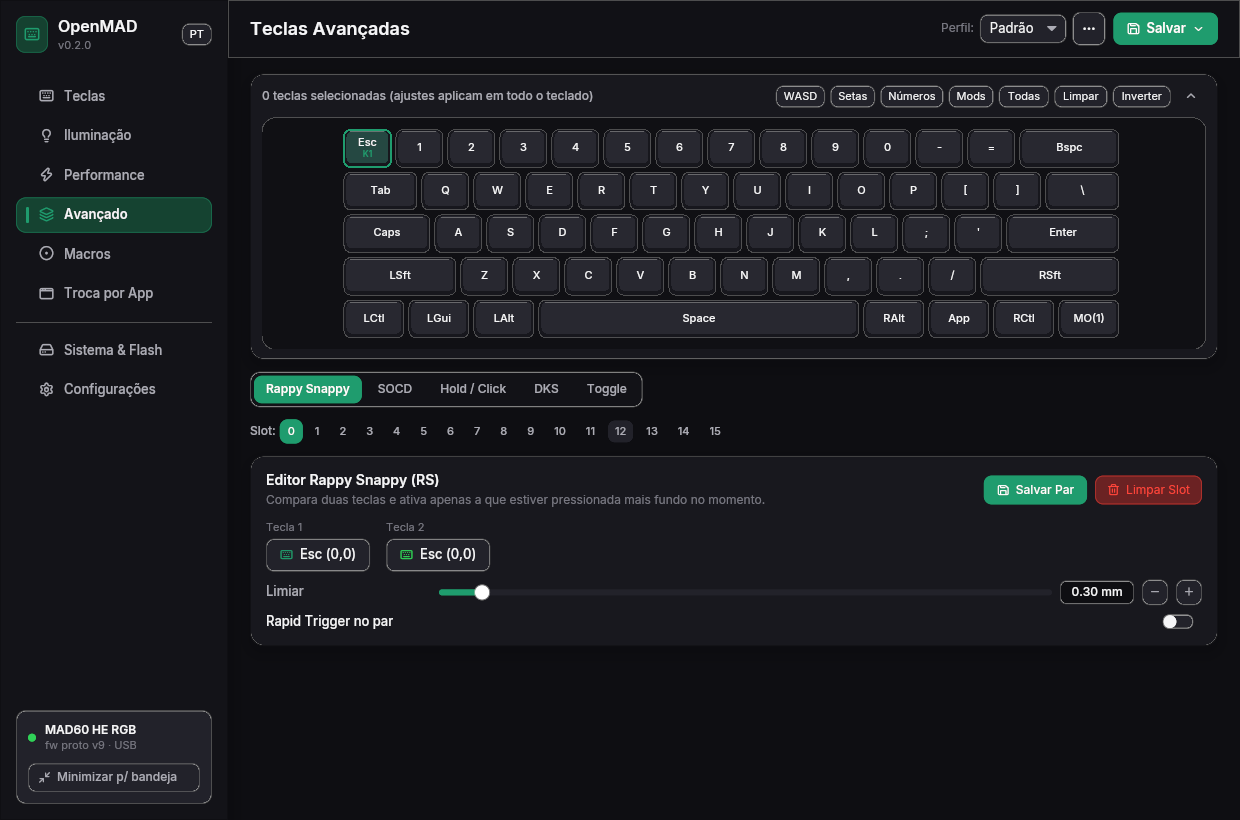 OpenMAD
v0.2.0
PT
Teclas
Iluminação
Performance
Avançado
Macros
Troca por App
Sistema & Flash
Configurações
MAD60 HE RGB
fw proto v9 · USB
Minimizar p/ bandeja
Teclas Avançadas
Perfil: Padrão ... Salvar
0 teclas selecionadas (ajustes aplicam em todo o teclado)
WASD Setas Números Mods Todas Limpar Inverter
Esc 1 2 3 4 5 6 7 8 9 0 - = Bspc
K1
Tab Q W E R T Y U I O P [ ] \
Caps A S D F G H J K L ; ' Enter
LSft Z X C V B N M , . / RSft
LCtl LGui LAlt Space RAlt App RCtl MO(1)
Rappy Snappy SOCD Hold / Click DKS Toggle
Slot: 0 1 2 3 4 5 6 7 8 9 10 11 12 13 14 15
Editor Rappy Snappy (RS)
Compara duas teclas e ativa apenas a que estiver pressionada mais fundo no momento.
Salvar Par Limpar Slot
Tecla 1 Tecla 2
Esc (0,0) Esc (0,0)
Limiar 0.30 mm − +
Rapid Trigger no par